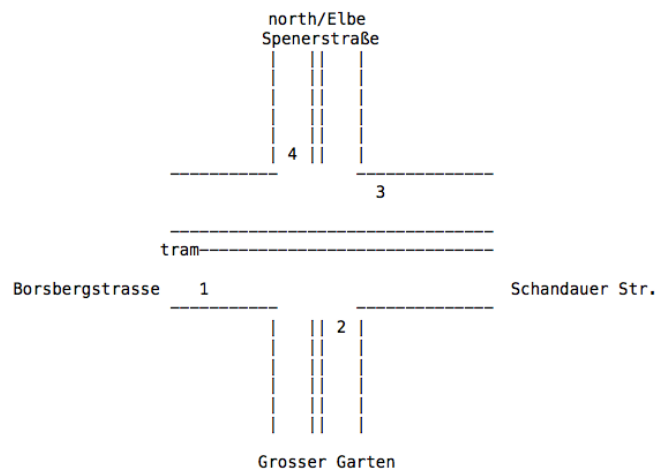 north/Elbe
Spenerstraße
4
3
tram
Borsbergstrasse 1 Schandauer Str.
2
Grosser Garten